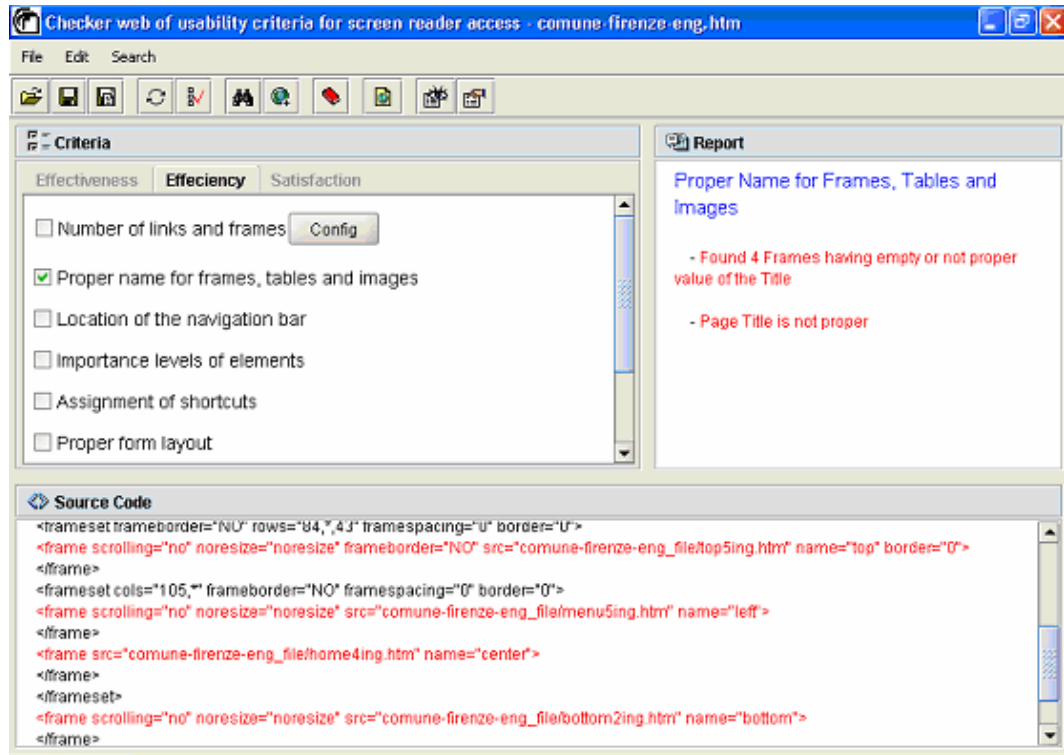 Checker web of usability criteria for screen reader access - comune-firenze-eng.htm
File Edit Search
Criteria
Effectiveness Effeciency Satisfaction
Number of links and frames Config
Proper name for frames, tables and images
Location of the navigation bar
Importance levels of elements
Assignment of shortcuts
Proper form layout
Report
Proper Name for Frames, Tables and
Images
- Found 4 Frames having empty or not proper
value of the Title
- Page Title is not proper
Source Code
<frameset frameborder="NO" rows="84,*,43" framespacing="0" border="0">
<frame scrolling="no" noresize="noresize" frameborder="NO" src="comune-firenze-eng_file/top5ing.htm" name="top" border="0">
</frame>
<frameset cols="105,*" frameborder="NO" framespacing="0" border="0">
<frame scrolling="no" noresize="noresize" src="comune-firenze-eng_file/menu5ing.htm" name="left">
</frame>
<frame src="comune-firenze-eng_file/home4ing.htm" name="center">
</frame>
</frameset>
<frame scrolling="no" noresize="noresize" src="comune-firenze-eng_file/bottom2ing.htm" name="bottom">
</frame>